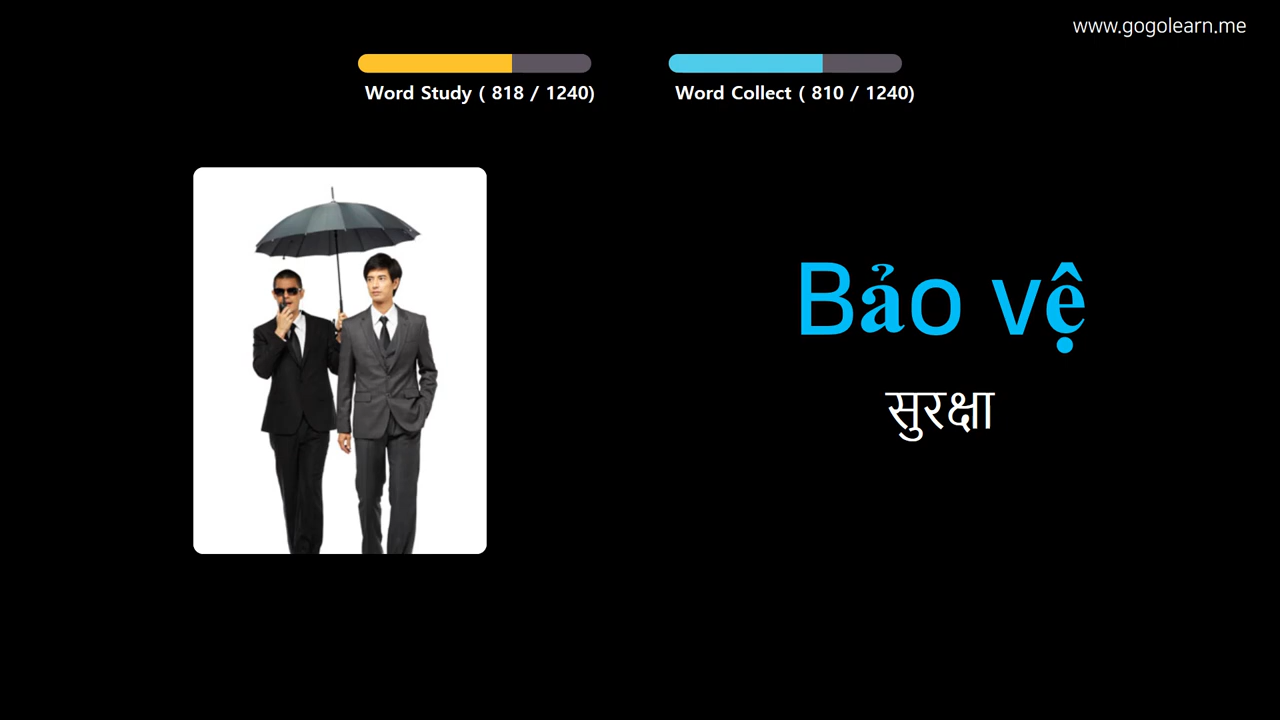 www.gogolearn.me
Word Study ( 818 / 1240)
Word Collect ( 810 / 1240)
Bảo vệ
सुरक्षा